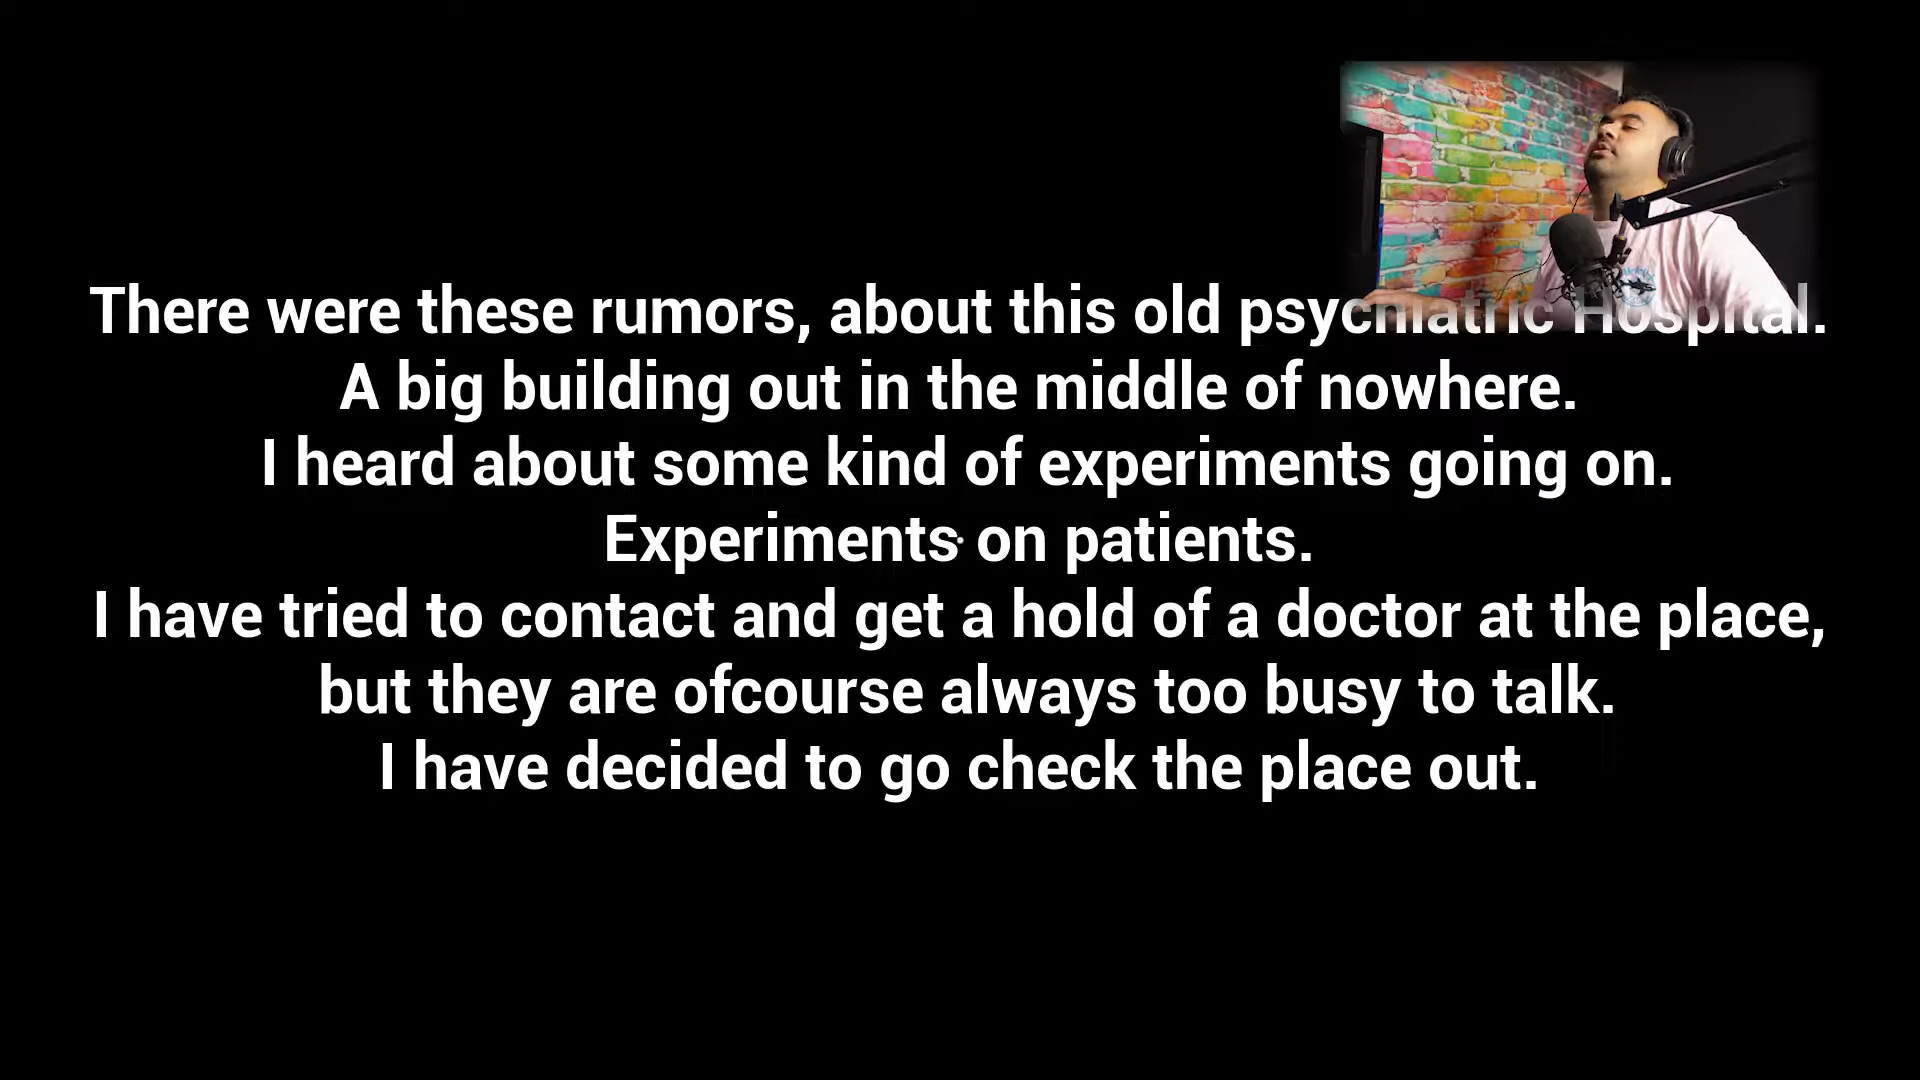 There were these rumors, about this old psychiatric Hospital.
A big building out in the middle of nowhere.
I heard about some kind of experiments going on.
Experiments on patients.
I have tried to contact and get a hold of a doctor at the place,
but they are ofcourse always too busy to talk.
I have decided to go check the place out.